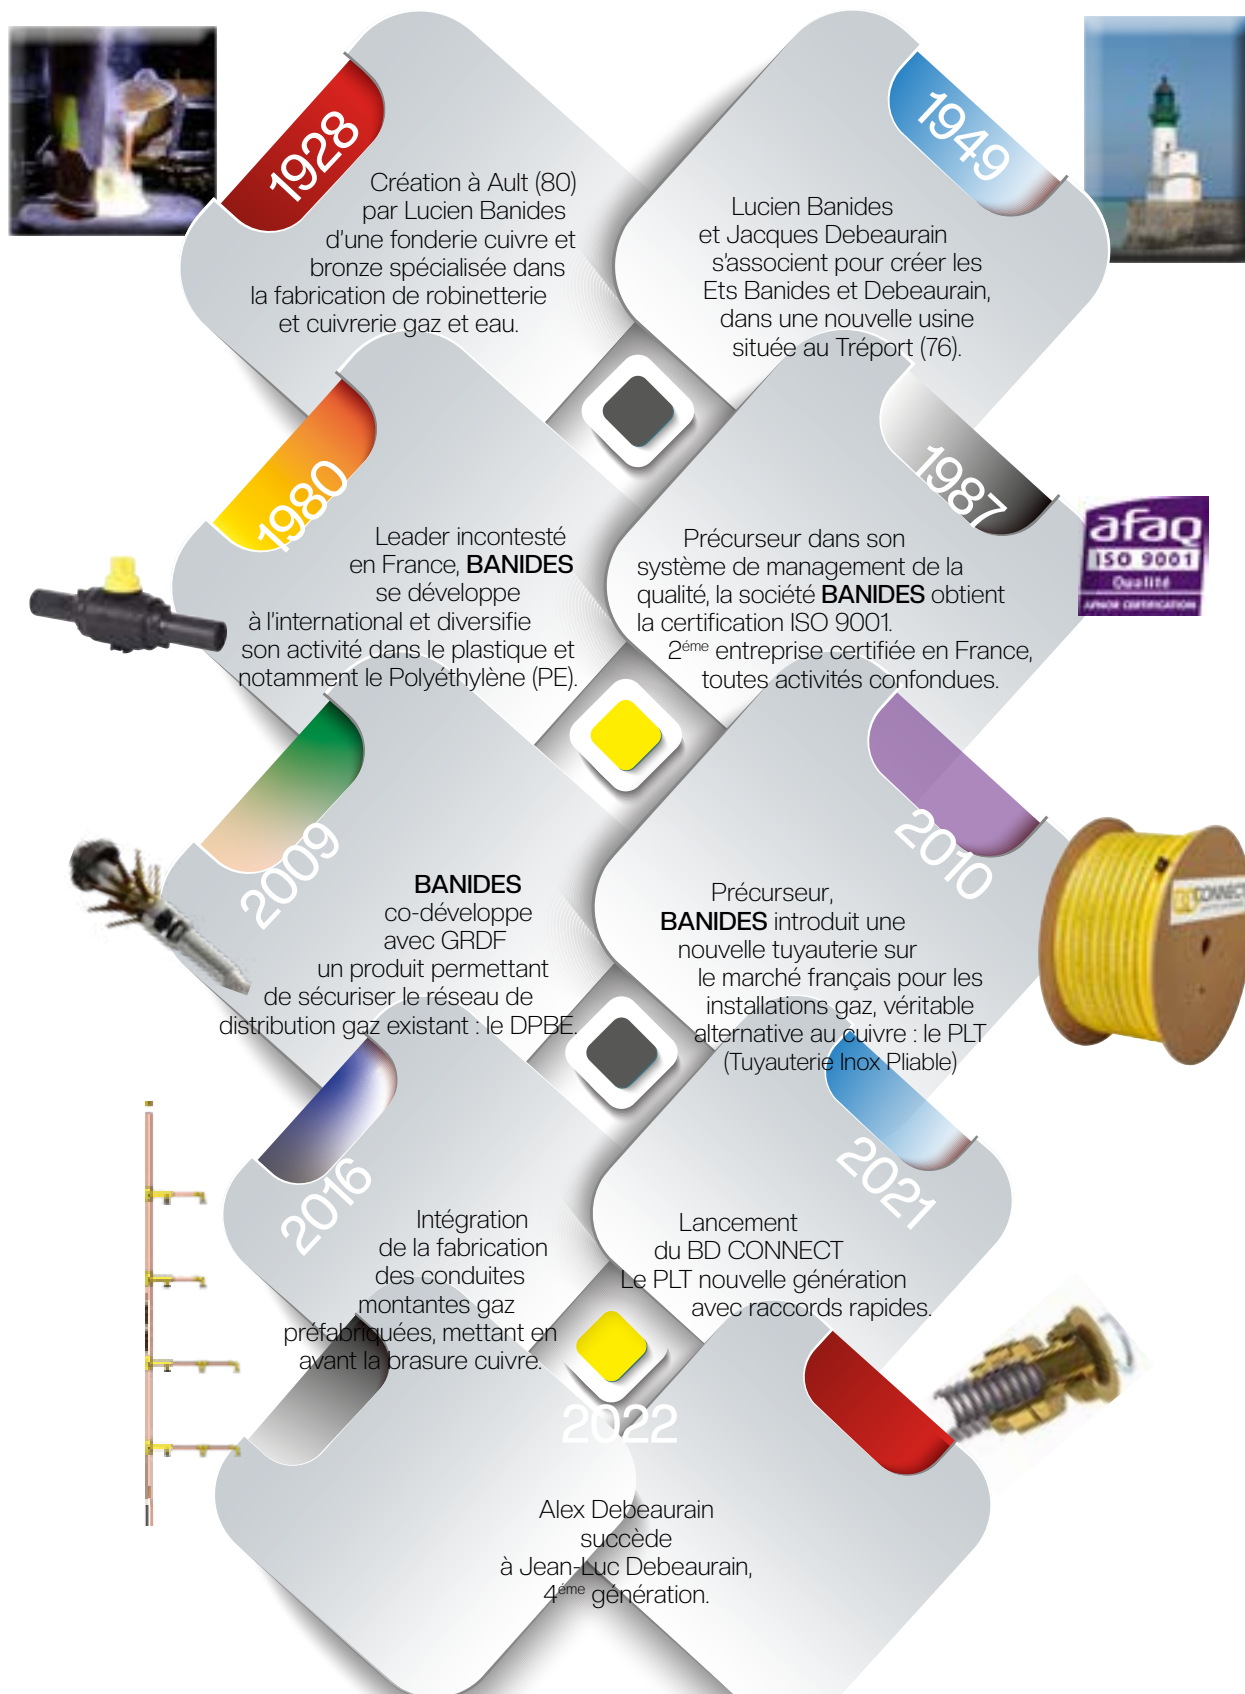 1928
Création à Ault (80)
par Lucien Banides
d'une fonderie cuivre et
bronze spécialisée dans
la fabrication de robinetterie
et cuivrerie gaz et eau.
1949
Lucien Banides
et Jacques Debeaurain
s'associent pour créer les
Ets Banides et Debeaurain,
dans une nouvelle usine
située au Tréport (76).
1980
Leader incontesté
en France, BANIDES
se développe
à l'international et diversifie
son activité dans le plastique et
notamment le Polyéthylène (PE).
1987
Précurseur dans son
système de management de la
qualité, la société BANIDES obtient
la certification ISO 9001.
2éme entreprise certifiée en France,
toutes activités confondues.
afaq
ISO 9001
Qualité
AFNOR CERTIFICATION
2009
BANIDES
co-développe
avec GRDF
un produit permettant
de sécuriser le réseau de
distribution gaz existant : le DPBE.
2010
Précurseur,
BANIDES introduit une
nouvelle tuyauterie sur
le marché français pour les
installations gaz, véritable
alternative au cuivre : le PLT
(Tuyauterie Inox Pliable)
BD CONNECT
2016
Intégration
de la fabrication
des conduites
montantes gaz
préfabriquées, mettant en
avant la brasure cuivre.
2021
Lancement
du BD CONNECT
Le PLT nouvelle génération
avec raccords rapides.
2022
Alex Debeaurain
succède
à Jean-Luc Debeaurain,
4éme génération.